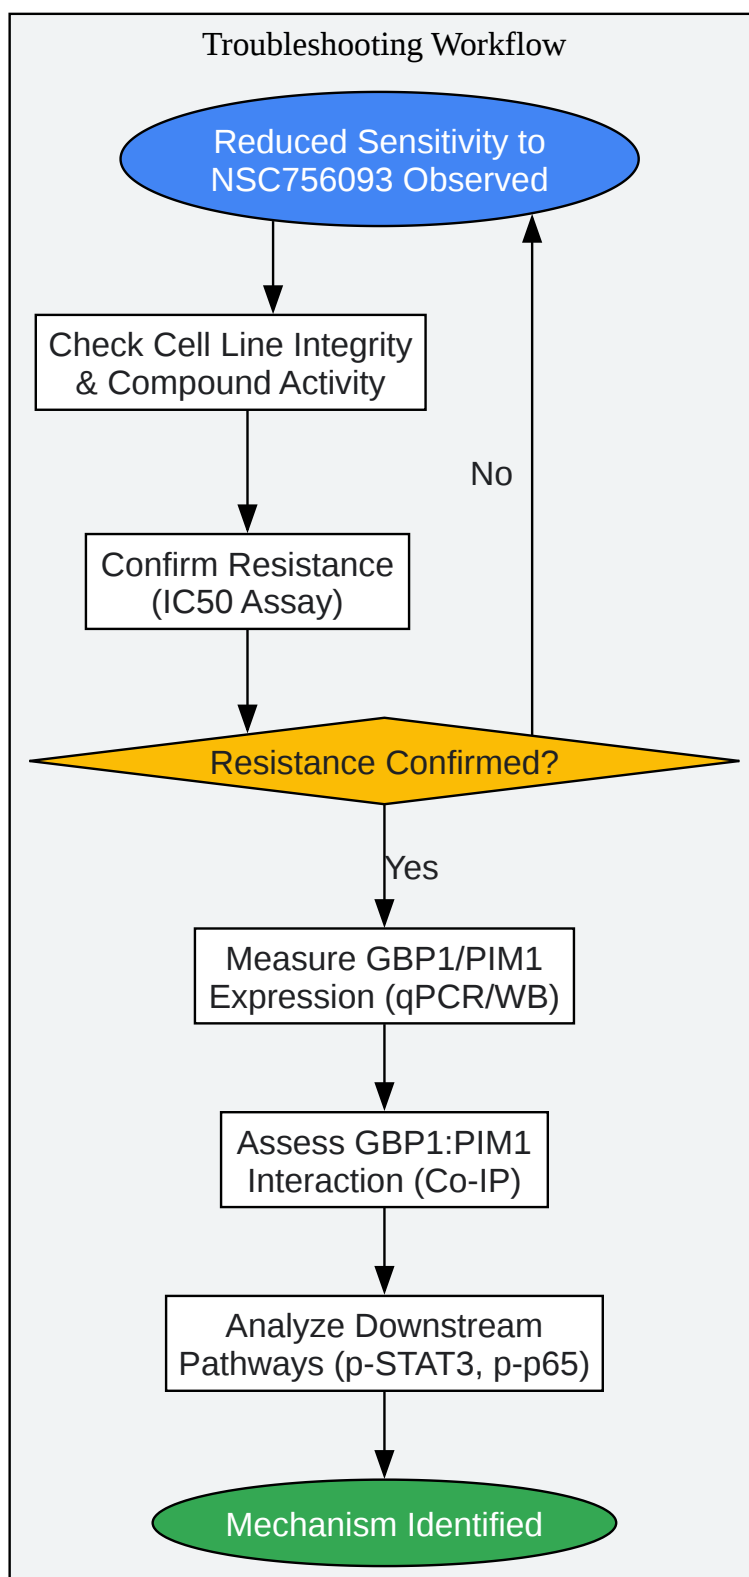 Troubleshooting Workflow
Reduced Sensitivity to
NSC756093 Observed
Check Cell Line Integrity
& Compound Activity
No
Confirm Resistance
(IC50 Assay)
Resistance Confirmed?
Yes
Measure GBP1/PIM1
Expression (qPCR/WB)
Assess GBP1:PIM1
Interaction (Co-IP)
Analyze Downstream
Pathways (p-STAT3, p-p65)
Mechanism Identified